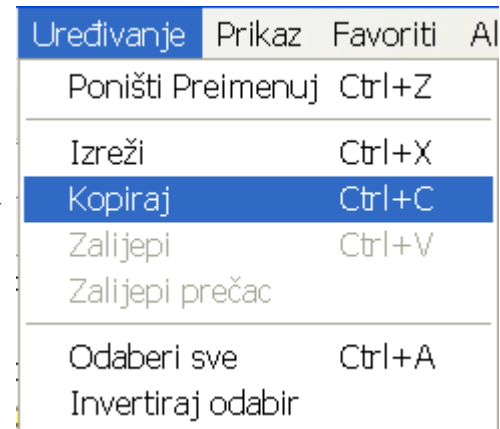 Uređivanje Prikaz Favoriti Al
Poništi Preimenuj Ctrl+Z
Izreži Ctrl+X
Kopiraj Ctrl+C
Zalijepi Ctrl+V
Zalijepi prečac
Odaberi sve Ctrl+A
Invertiraj odabir